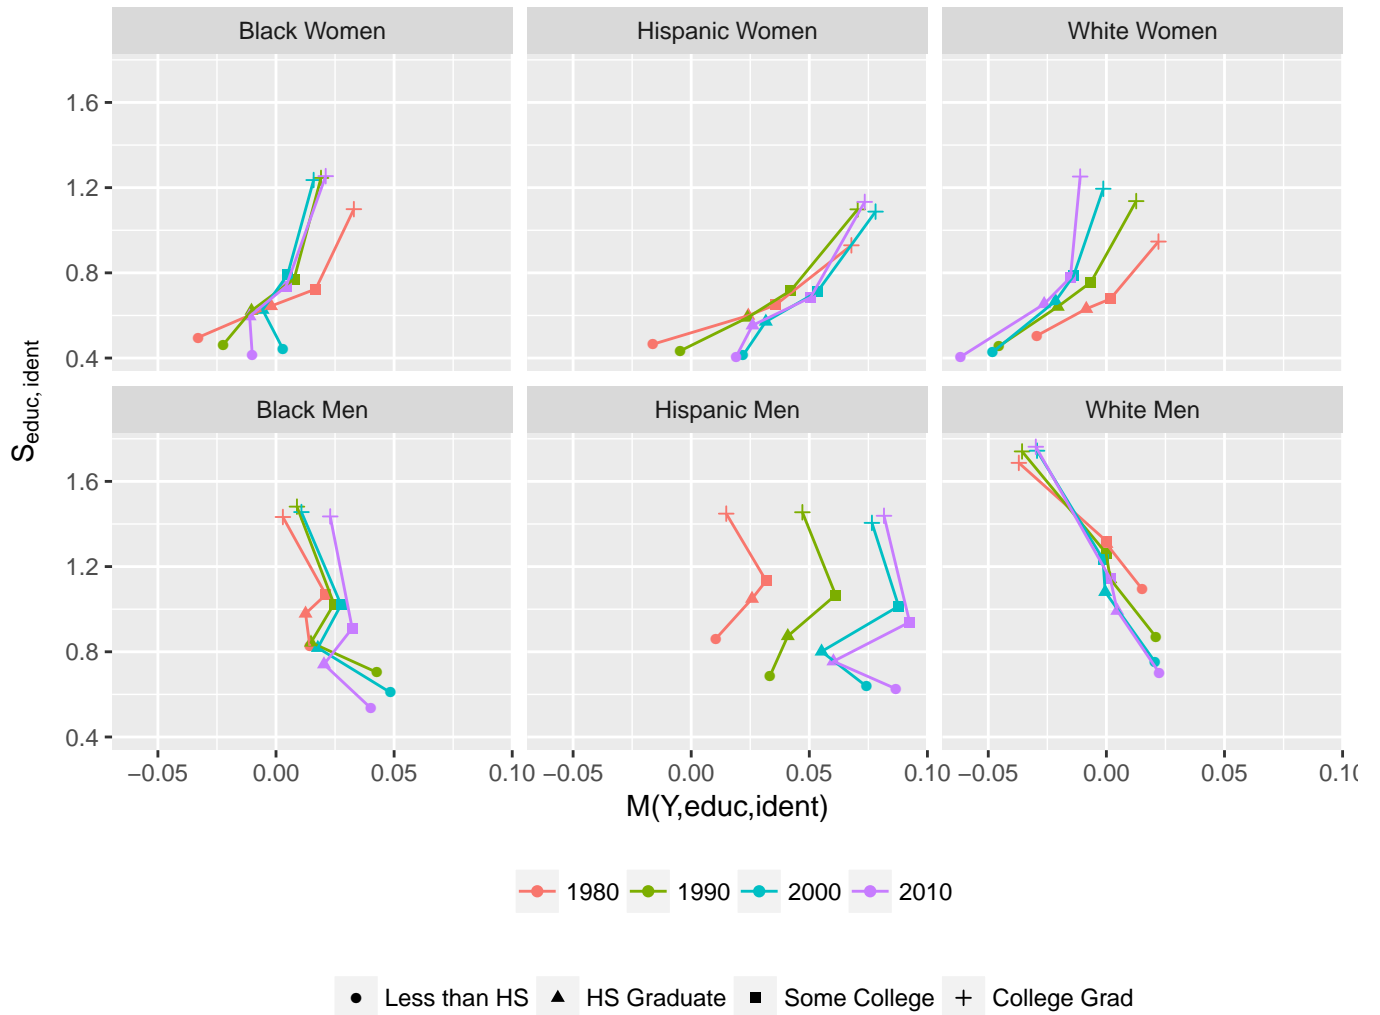 Black Women
Hispanic Women
White Women
1.6
1.2
0.8
0.4
Black Men
Hispanic Men
White Men
1.6
1.2
0.8
0.4
S educ, ident
−0.05 0.00 0.05 0.10
−0.05 0.00 0.05 0.10
−0.05 0.00 0.05 0.1
M(Y,educ,ident)
1980 1990 2000 2010
Less than HS HS Graduate Some College College Grad